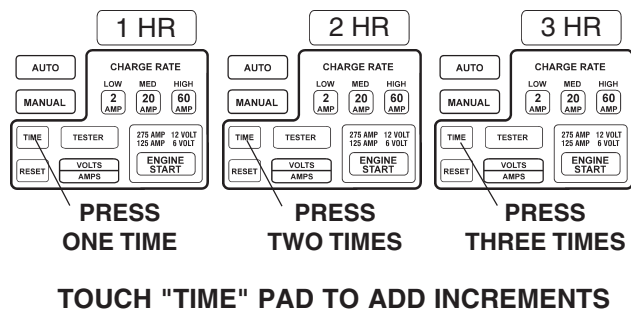 1 HR
AUTO
MANUAL
CHARGE RATE
LOW MED HIGH
2 AMP 20 AMP 60 AMP
TIME
TESTER
275 AMP 12 VOLT
125 AMP 6 VOLT
RESET
VOLTS
AMPS
ENGINE
START
PRESS
ONE TIME
2 HR
AUTO
MANUAL
CHARGE RATE
LOW MED HIGH
2 AMP 20 AMP 60 AMP
TIME
TESTER
275 AMP 12 VOLT
125 AMP 6 VOLT
RESET
VOLTS
AMPS
ENGINE
START
PRESS
TWO TIMES
3 HR
AUTO
MANUAL
CHARGE RATE
LOW MED HIGH
2 AMP 20 AMP 60 AMP
TIME
TESTER
275 AMP 12 VOLT
125 AMP 6 VOLT
RESET
VOLTS
AMPS
ENGINE
START
PRESS
THREE TIMES
TOUCH "TIME" PAD TO ADD INCREMENTS